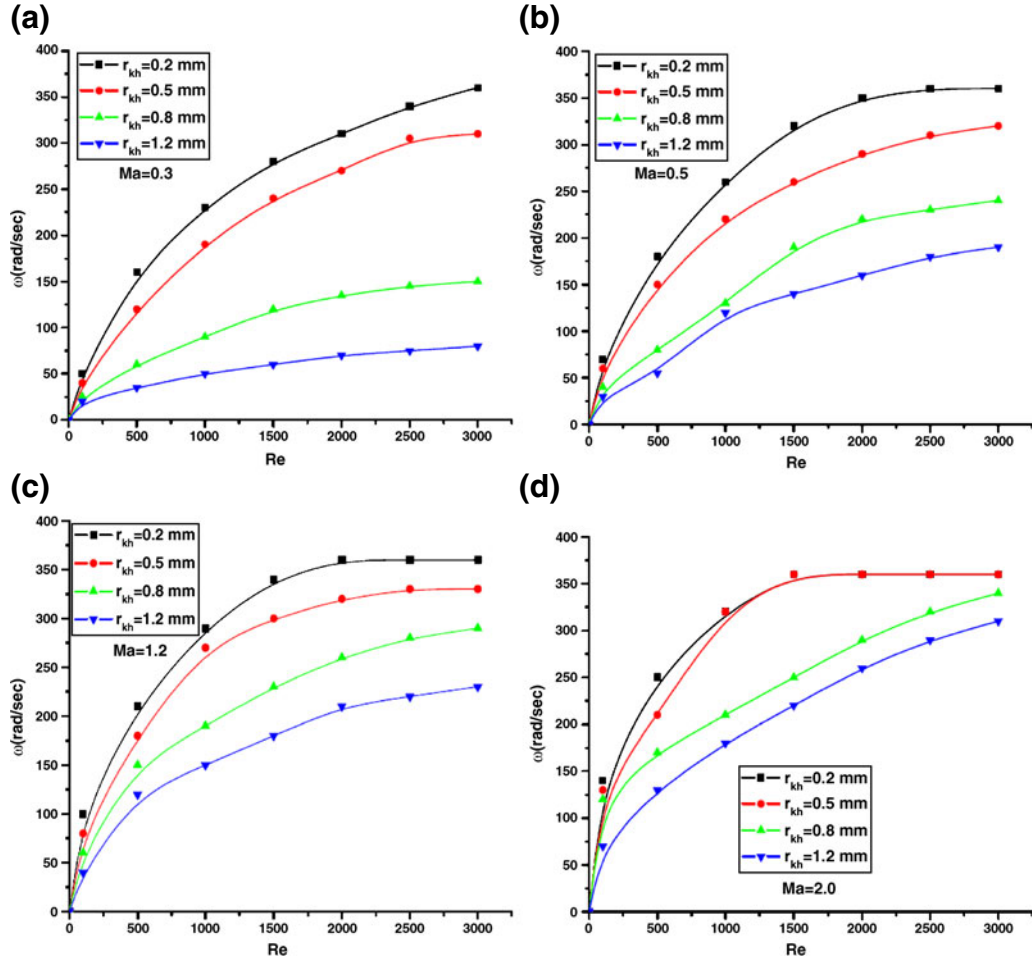 (a)
400
350
300
250
200
150
100
50
0
ω(rad/sec)
r_kh=0.2 mm
r_kh=0.5 mm
r_kh=0.8 mm
r_kh=1.2 mm
Ma=0.3
0 500 1000 1500 2000 2500 3000
Re
(b)
400
350
300
250
200
150
100
50
0
ω(rad/sec)
r_kh=0.2 mm
r_kh=0.5 mm
r_kh=0.8 mm
r_kh=1.2 mm
Ma=0.5
0 500 1000 1500 2000 2500 3000
Re
(c)
400
350
300
250
200
150
100
50
0
ω(rad/sec)
r_kh=0.2 mm
r_kh=0.5 mm
r_kh=0.8 mm
r_kh=1.2 mm
Ma=1.2
0 500 1000 1500 2000 2500 3000
Re
(d)
400
350
300
250
200
150
100
50
0
ω(rad/sec)
r_kh=0.2 mm
r_kh=0.5 mm
r_kh=0.8 mm
r_kh=1.2 mm
Ma=2.0
0 500 1000 1500 2000 2500 3000
Re